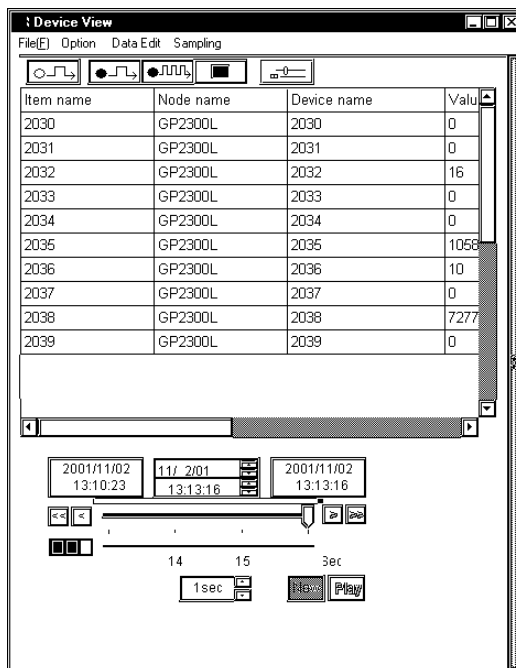 Device View
File(F) Option Data Edit Sampling
Item name Node name Device name Valu
2030 GP2300L 2030 0
2031 GP2300L 2031 0
2032 GP2300L 2032 16
2033 GP2300L 2033 0
2034 GP2300L 2034 0
2035 GP2300L 2035 1058
2036 GP2300L 2036 10
2037 GP2300L 2037 0
2038 GP2300L 2038 7277
2039 GP2300L 2039 0
2001/11/02 11/ 2/01 2001/11/02
13:10:23 13:13:16 13:13:16
<< < > >>
14 15 Sec
1sec Now Play